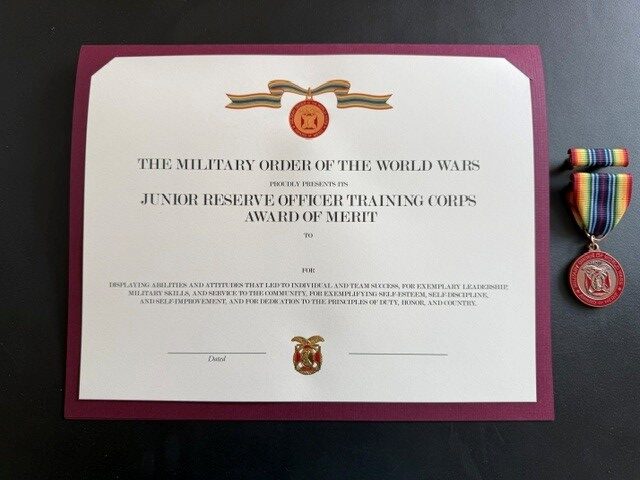 THE MILITARY ORDER OF THE WORLD WARS
PROUDLY PRESENTS ITS
JUNIOR RESERVE OFFICER TRAINING CORPS
AWARD OF MERIT
TO
FOR
DISPLAYING ABILITIES AND ATTITUDES THAT LED TO INDIVIDUAL AND TEAM SUCCESS, FOR EXEMPLARY LEADERSHIP,
MILITARY SKILLS, AND SERVICE TO THE COMMUNITY, FOR EXEMPLIFYING SELF-ESTEEM, SELF-DISCIPLINE,
AND SELF-IMPROVEMENT, AND FOR DEDICATION TO THE PRINCIPLES OF DUTY, HONOR, AND COUNTRY.
Dated